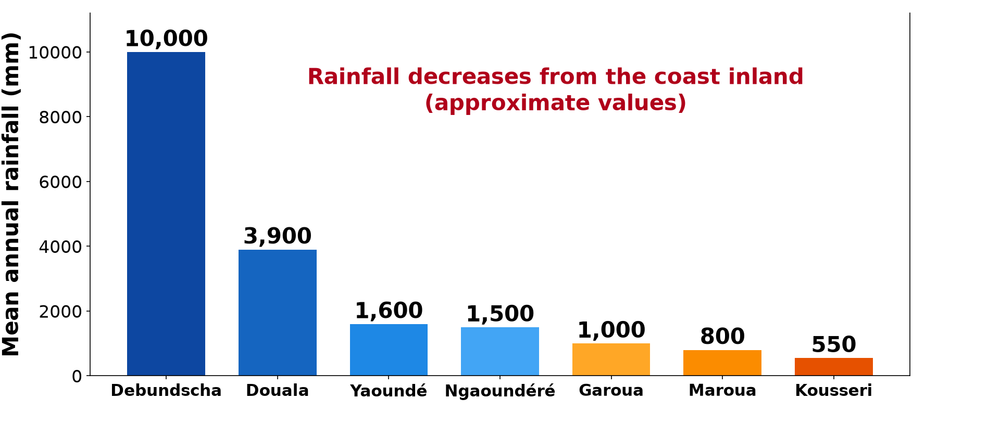 Mean annual rainfall (mm)
10000
8000
6000
4000
2000
0
Rainfall decreases from the coast inland
(approximate values)
10,000
3,900
1,600
1,500
1,000
800
550
Debundscha
Douala
Yaoundé
Ngaoundéré
Garoua
Maroua
Kousseri